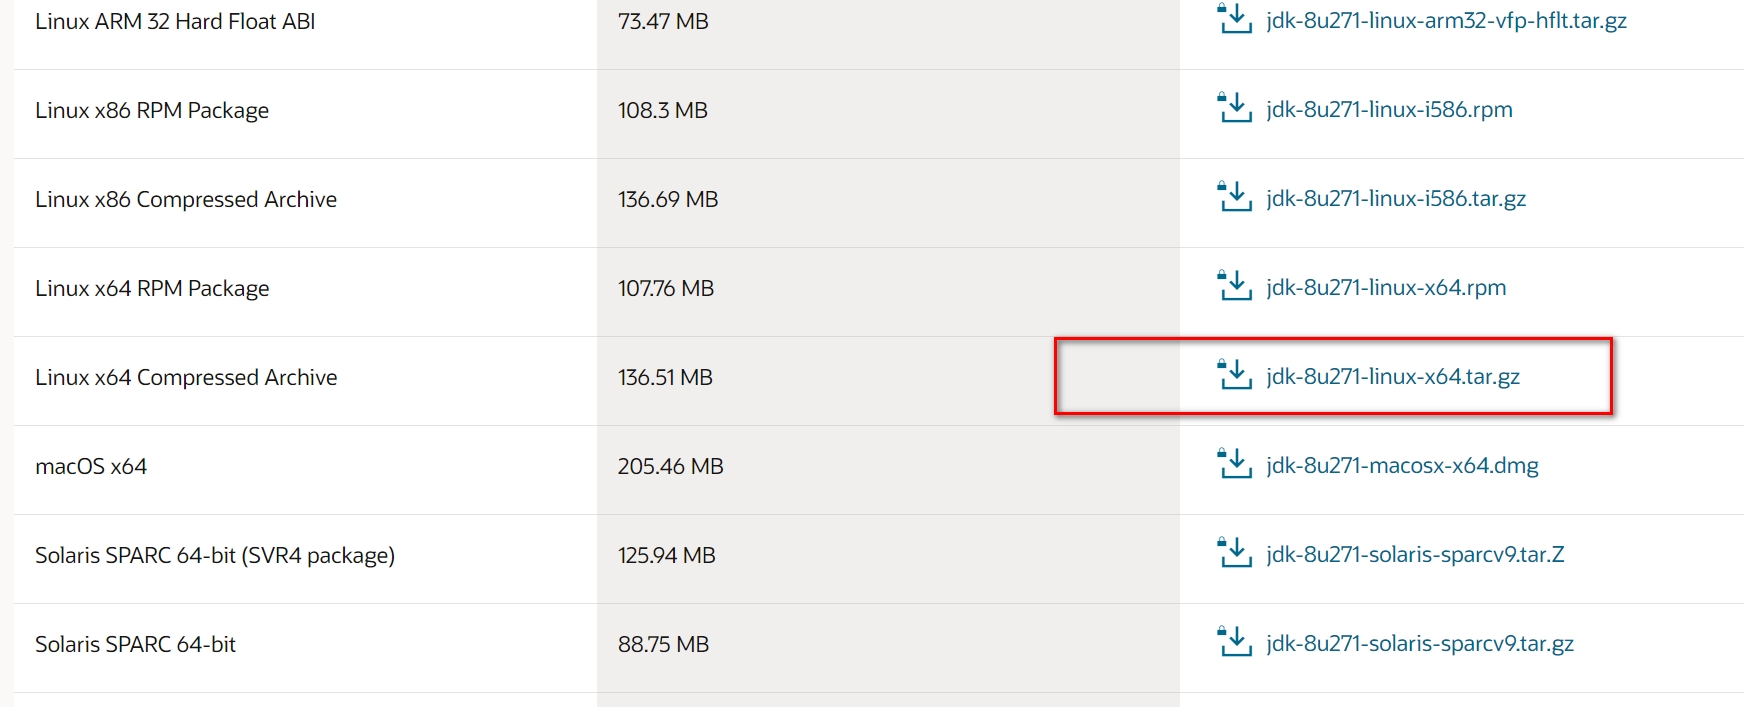 Linux ARM 32 Hard Float ABI 73.47 MB jdk-8u271-linux-arm32-vfp-hflt.tar.gz
Linux x86 RPM Package 108.3 MB jdk-8u271-linux-i586.rpm
Linux x86 Compressed Archive 136.69 MB jdk-8u271-linux-i586.tar.gz
Linux x64 RPM Package 107.76 MB jdk-8u271-linux-x64.rpm
Linux x64 Compressed Archive 136.51 MB jdk-8u271-linux-x64.tar.gz
macOS x64 205.46 MB jdk-8u271-macosx-x64.dmg
Solaris SPARC 64-bit (SVR4 package) 125.94 MB jdk-8u271-solaris-sparcv9.tar.Z
Solaris SPARC 64-bit 88.75 MB jdk-8u271-solaris-sparcv9.tar.gz